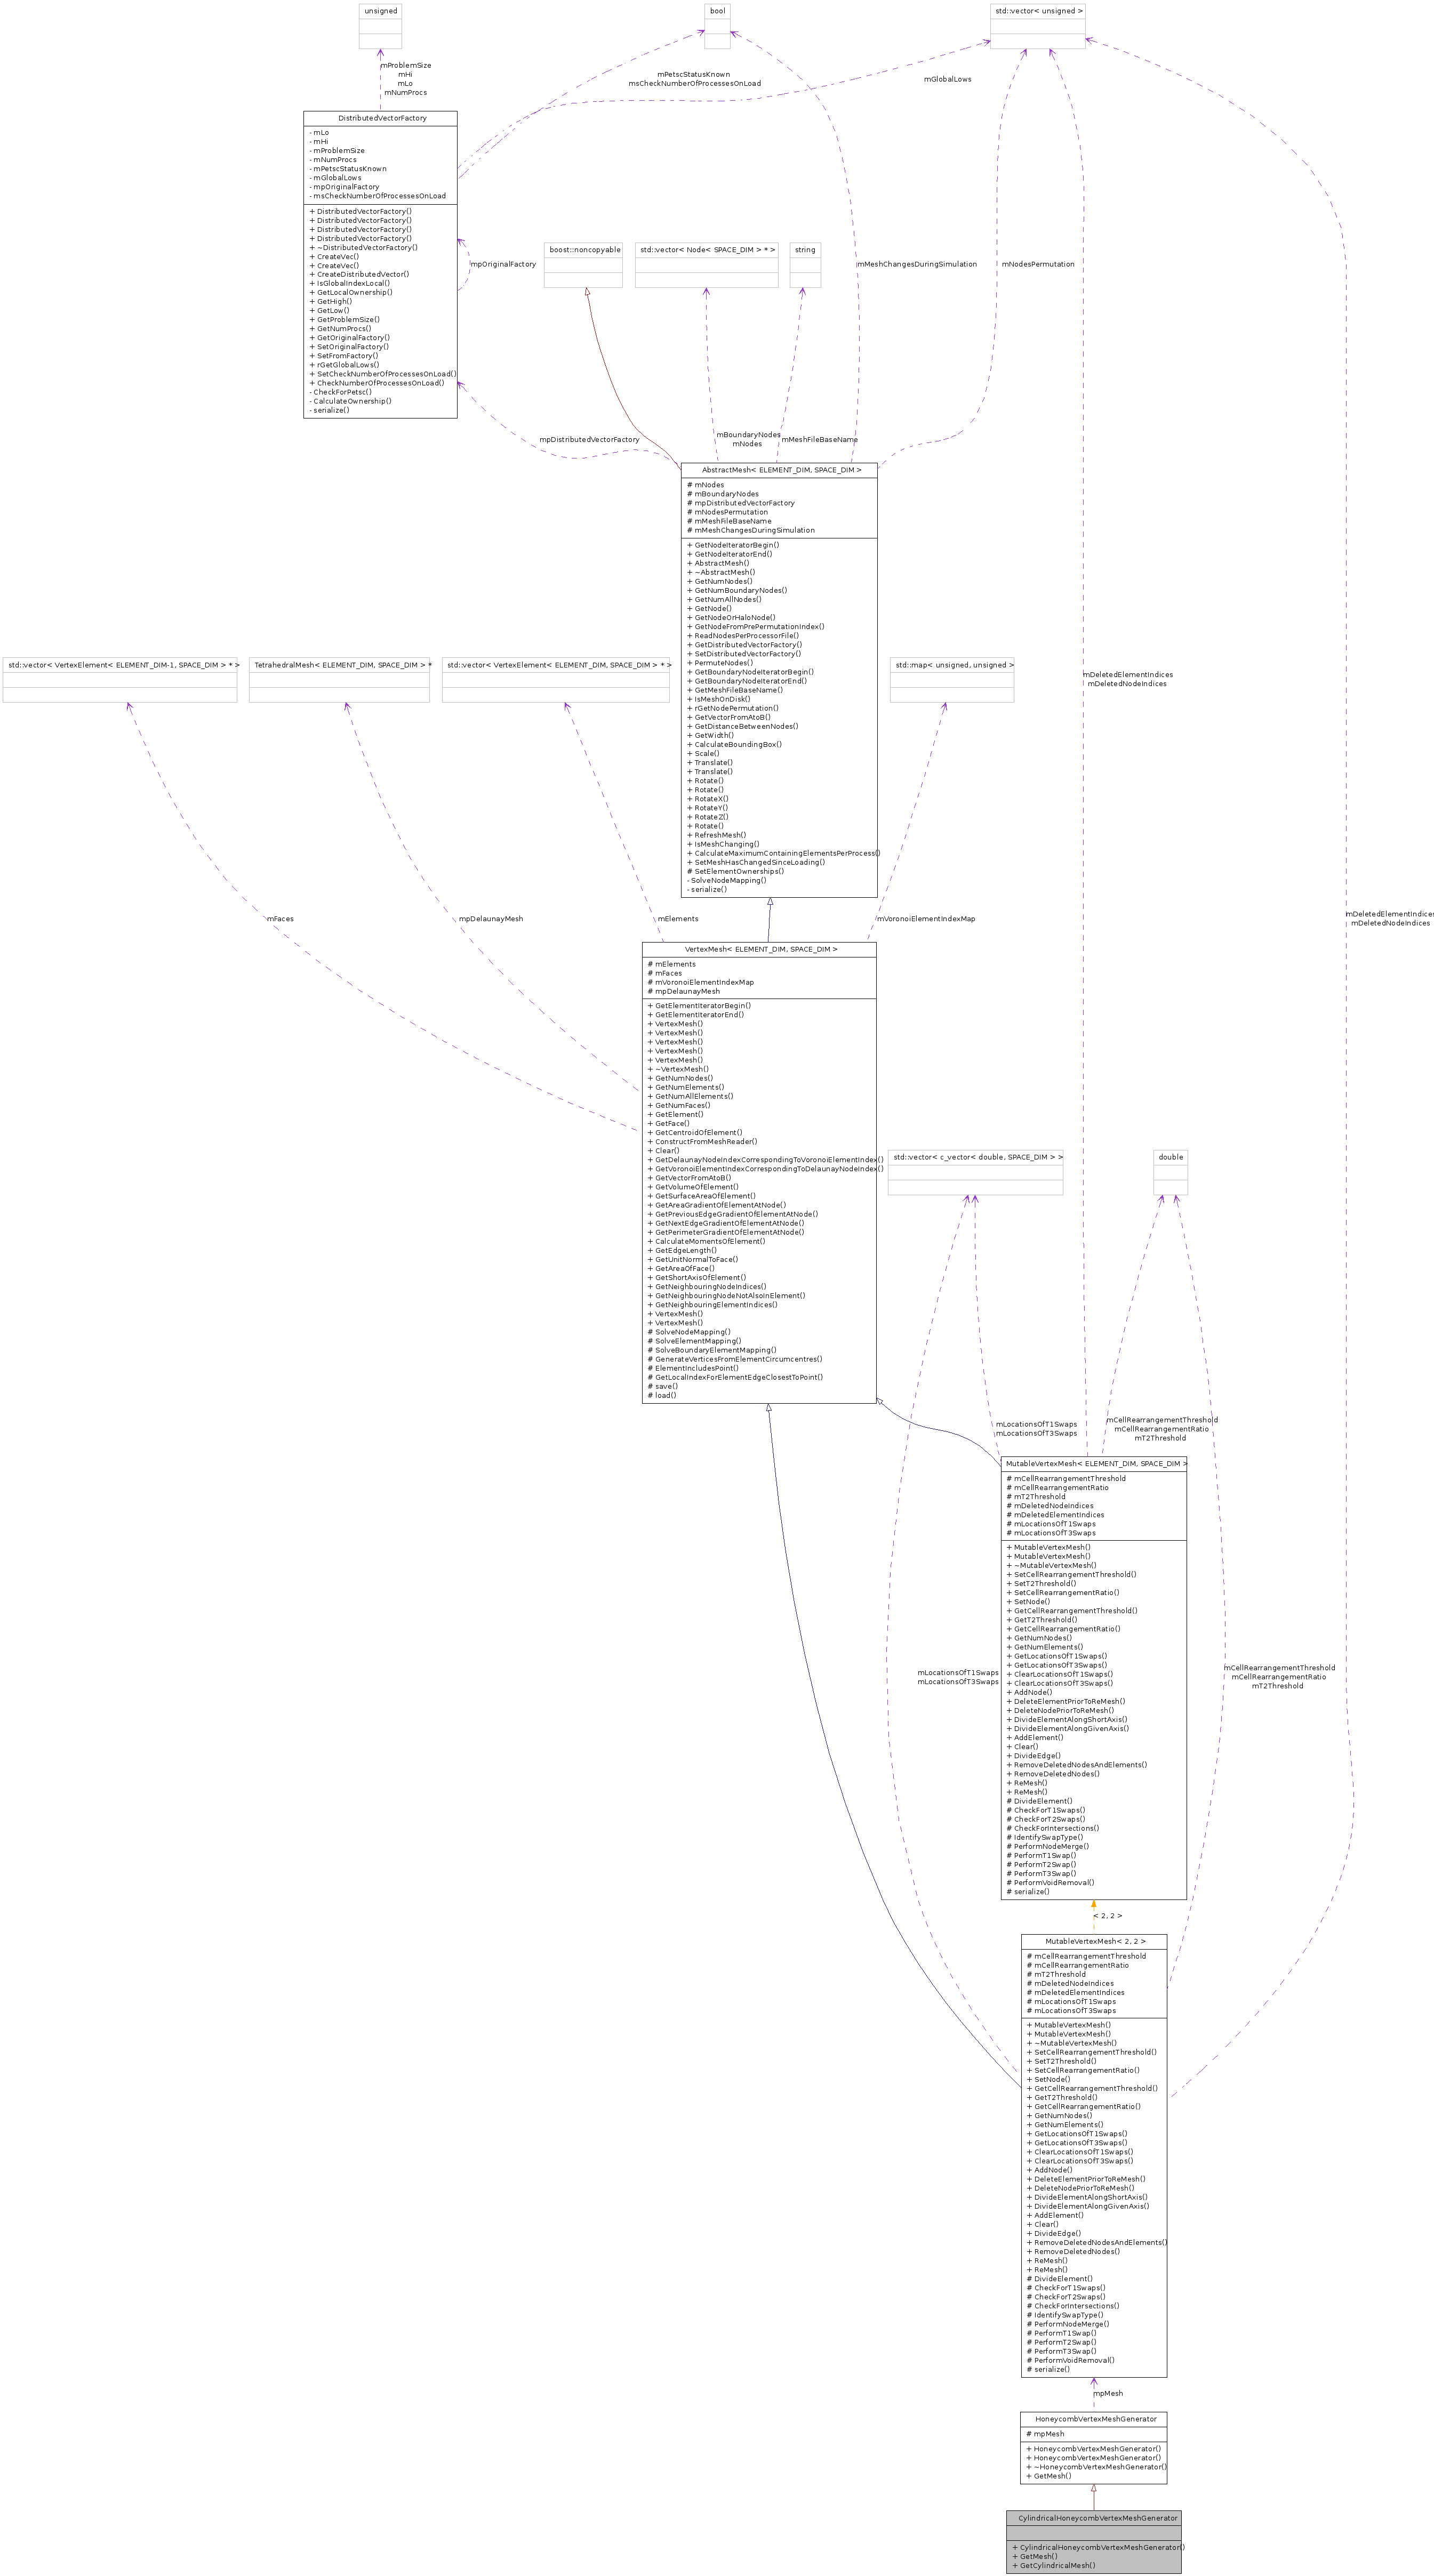 unsigned
bool
std::vector< unsigned >
mProblemSize
mHi
mLo
mNumProcs
mPetscStatusKnown
msCheckNumberOfProcessesOnLoad
mGlobalLows
DistributedVectorFactory
- mLo
- mHi
- mProblemSize
- mNumProcs
- mPetscStatusKnown
- mGlobalLows
- mpOriginalFactory
- msCheckNumberOfProcessesOnLoad
+ DistributedVectorFactory()
+ DistributedVectorFactory()
+ DistributedVectorFactory()
+ DistributedVectorFactory()
+ ~DistributedVectorFactory()
+ CreateVec()
+ CreateVec()
+ CreateDistributedVector()
+ IsGlobalIndexLocal()
+ GetLocalOwnership()
+ GetHigh()
+ GetLow()
+ GetProblemSize()
+ GetNumProcs()
+ GetOriginalFactory()
+ SetOriginalFactory()
+ SetFromFactory()
+ rGetGlobalLows()
+ SetCheckNumberOfProcessesOnLoad()
+ CheckNumberOfProcessesOnLoad()
- CheckForPetsc()
- CalculateOwnership()
- serialize()
mpOriginalFactory
boost::noncopyable
std::vector< Node< SPACE_DIM > * >
string
mMeshChangesDuringSimulation
mNodesPermutation
mpDistributedVectorFactory
mBoundaryNodes
mNodes
mMeshFileBaseName
AbstractMesh< ELEMENT_DIM, SPACE_DIM >
# mNodes
# mBoundaryNodes
# mpDistributedVectorFactory
# mNodesPermutation
# mMeshFileBaseName
# mMeshChangesDuringSimulation
+ GetNodeIteratorBegin()
+ GetNodeIteratorEnd()
+ AbstractMesh()
+ ~AbstractMesh()
+ GetNumNodes()
+ GetNumBoundaryNodes()
+ GetNumAllNodes()
+ GetNode()
+ GetNodeOrHaloNode()
+ GetNodeFromPrePermutationIndex()
+ ReadNodesPerProcessorFile()
+ GetDistributedVectorFactory()
+ SetDistributedVectorFactory()
+ PermuteNodes()
+ GetBoundaryNodeIteratorBegin()
+ GetBoundaryNodeIteratorEnd()
+ GetMeshFileBaseName()
+ IsMeshOnDisk()
+ rGetNodePermutation()
+ GetVectorFromAtoB()
+ GetDistanceBetweenNodes()
+ GetWidth()
+ CalculateBoundingBox()
+ Scale()
+ Translate()
+ Translate()
+ Rotate()
+ Rotate()
+ RotateX()
+ RotateY()
+ RotateZ()
+ Rotate()
+ RefreshMesh()
+ IsMeshChanging()
+ CalculateMaximumContainingElementsPerProcess()
+ SetMeshHasChangedSinceLoading()
# SetElementOwnerships()
- SolveNodeMapping()
- serialize()
std::vector< VertexElement< ELEMENT_DIM-1, SPACE_DIM > * >
TetrahedralMesh< ELEMENT_DIM, SPACE_DIM > *
std::vector< VertexElement< ELEMENT_DIM, SPACE_DIM > * >
std::map< unsigned, unsigned >
mDeletedElementIndices
mDeletedNodeIndices
mFaces
mpDelaunayMesh
mElements
mVoronoiElementIndexMap
mDeletedElementIndices
mDeletedNodeIndices
VertexMesh< ELEMENT_DIM, SPACE_DIM >
# mElements
# mFaces
# mVoronoiElementIndexMap
# mpDelaunayMesh
+ GetElementIteratorBegin()
+ GetElementIteratorEnd()
+ VertexMesh()
+ VertexMesh()
+ VertexMesh()
+ VertexMesh()
+ VertexMesh()
+ ~VertexMesh()
+ GetNumNodes()
+ GetNumElements()
+ GetNumAllElements()
+ GetNumFaces()
+ GetElement()
+ GetFace()
+ GetCentroidOfElement()
+ ConstructFromMeshReader()
+ Clear()
+ GetDelaunayNodeIndexCorrespondingToVoronoiElementIndex()
+ GetVoronoiElementIndexCorrespondingToDelaunayNodeIndex()
+ GetVectorFromAtoB()
+ GetVolumeOfElement()
+ GetSurfaceAreaOfElement()
+ GetAreaGradientOfElementAtNode()
+ GetPreviousEdgeGradientOfElementAtNode()
+ GetNextEdgeGradientOfElementAtNode()
+ GetPerimeterGradientOfElementAtNode()
+ CalculateMomentsOfElement()
+ GetEdgeLength()
+ GetUnitNormalToFace()
+ GetAreaOfFace()
+ GetShortAxisOfElement()
+ GetNeighbouringNodeIndices()
+ GetNeighbouringNodeNotAlsoInElement()
+ GetNeighbouringElementIndices()
+ VertexMesh()
+ VertexMesh()
# SolveNodeMapping()
# SolveElementMapping()
# SolveBoundaryElementMapping()
# GenerateVerticesFromElementCircumcentres()
# ElementIncludesPoint()
# GetLocalIndexForElementEdgeClosestToPoint()
# save()
# load()
std::vector< c_vector< double, SPACE_DIM > >
double
mLocationsOfT1Swaps
mLocationsOfT3Swaps
mCellRearrangementThreshold
mCellRearrangementRatio
mT2Threshold
MutableVertexMesh< ELEMENT_DIM, SPACE_DIM >
# mCellRearrangementThreshold
# mCellRearrangementRatio
# mT2Threshold
# mDeletedNodeIndices
# mDeletedElementIndices
# mLocationsOfT1Swaps
# mLocationsOfT3Swaps
+ MutableVertexMesh()
+ MutableVertexMesh()
+ ~MutableVertexMesh()
+ SetCellRearrangementThreshold()
+ SetT2Threshold()
+ SetCellRearrangementRatio()
+ SetNode()
+ GetCellRearrangementThreshold()
+ GetT2Threshold()
+ GetCellRearrangementRatio()
+ GetNumNodes()
+ GetNumElements()
+ GetLocationsOfT1Swaps()
+ GetLocationsOfT3Swaps()
+ ClearLocationsOfT1Swaps()
+ ClearLocationsOfT3Swaps()
+ AddNode()
+ DeleteElementPriorToReMesh()
+ DeleteNodePriorToReMesh()
+ DivideElementAlongShortAxis()
+ DivideElementAlongGivenAxis()
+ AddElement()
+ Clear()
+ DivideEdge()
+ RemoveDeletedNodesAndElements()
+ RemoveDeletedNodes()
+ ReMesh()
+ ReMesh()
# DivideElement()
# CheckForT1Swaps()
# CheckForT2Swaps()
# CheckForIntersections()
# IdentifySwapType()
# PerformNodeMerge()
# PerformT1Swap()
# PerformT2Swap()
# PerformT3Swap()
# PerformVoidRemoval()
# serialize()
mLocationsOfT1Swaps
mLocationsOfT3Swaps
mCellRearrangementThreshold
mCellRearrangementRatio
mT2Threshold
< 2, 2 >
MutableVertexMesh< 2, 2 >
# mCellRearrangementThreshold
# mCellRearrangementRatio
# mT2Threshold
# mDeletedNodeIndices
# mDeletedElementIndices
# mLocationsOfT1Swaps
# mLocationsOfT3Swaps
+ MutableVertexMesh()
+ MutableVertexMesh()
+ ~MutableVertexMesh()
+ SetCellRearrangementThreshold()
+ SetT2Threshold()
+ SetCellRearrangementRatio()
+ SetNode()
+ GetCellRearrangementThreshold()
+ GetT2Threshold()
+ GetCellRearrangementRatio()
+ GetNumNodes()
+ GetNumElements()
+ GetLocationsOfT1Swaps()
+ GetLocationsOfT3Swaps()
+ ClearLocationsOfT1Swaps()
+ ClearLocationsOfT3Swaps()
+ AddNode()
+ DeleteElementPriorToReMesh()
+ DeleteNodePriorToReMesh()
+ DivideElementAlongShortAxis()
+ DivideElementAlongGivenAxis()
+ AddElement()
+ Clear()
+ DivideEdge()
+ RemoveDeletedNodesAndElements()
+ RemoveDeletedNodes()
+ ReMesh()
+ ReMesh()
# DivideElement()
# CheckForT1Swaps()
# CheckForT2Swaps()
# CheckForIntersections()
# IdentifySwapType()
# PerformNodeMerge()
# PerformT1Swap()
# PerformT2Swap()
# PerformT3Swap()
# PerformVoidRemoval()
# serialize()
mpMesh
HoneycombVertexMeshGenerator
# mpMesh
+ HoneycombVertexMeshGenerator()
+ HoneycombVertexMeshGenerator()
+ ~HoneycombVertexMeshGenerator()
+ GetMesh()
CylindricalHoneycombVertexMeshGenerator
+ CylindricalHoneycombVertexMeshGenerator()
+ GetMesh()
+ GetCylindricalMesh()